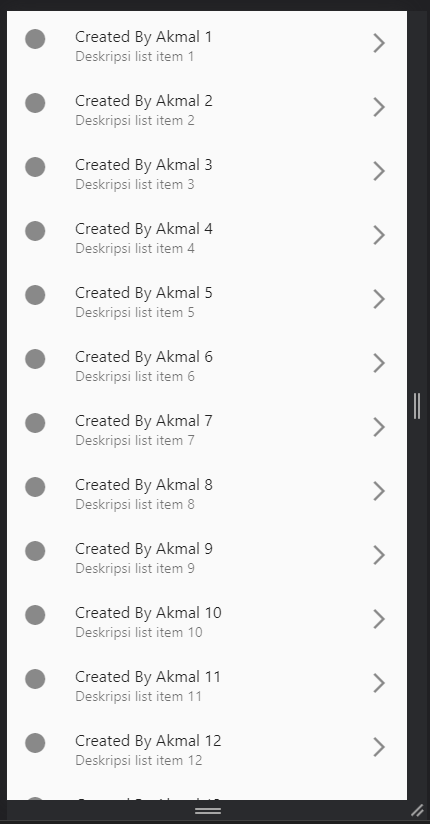 Created By Akmal 1
Deskripsi list item 1
Created By Akmal 2
Deskripsi list item 2
Created By Akmal 3
Deskripsi list item 3
Created By Akmal 4
Deskripsi list item 4
Created By Akmal 5
Deskripsi list item 5
Created By Akmal 6
Deskripsi list item 6
Created By Akmal 7
Deskripsi list item 7
Created By Akmal 8
Deskripsi list item 8
Created By Akmal 9
Deskripsi list item 9
Created By Akmal 10
Deskripsi list item 10
Created By Akmal 11
Deskripsi list item 11
Created By Akmal 12
Deskripsi list item 12